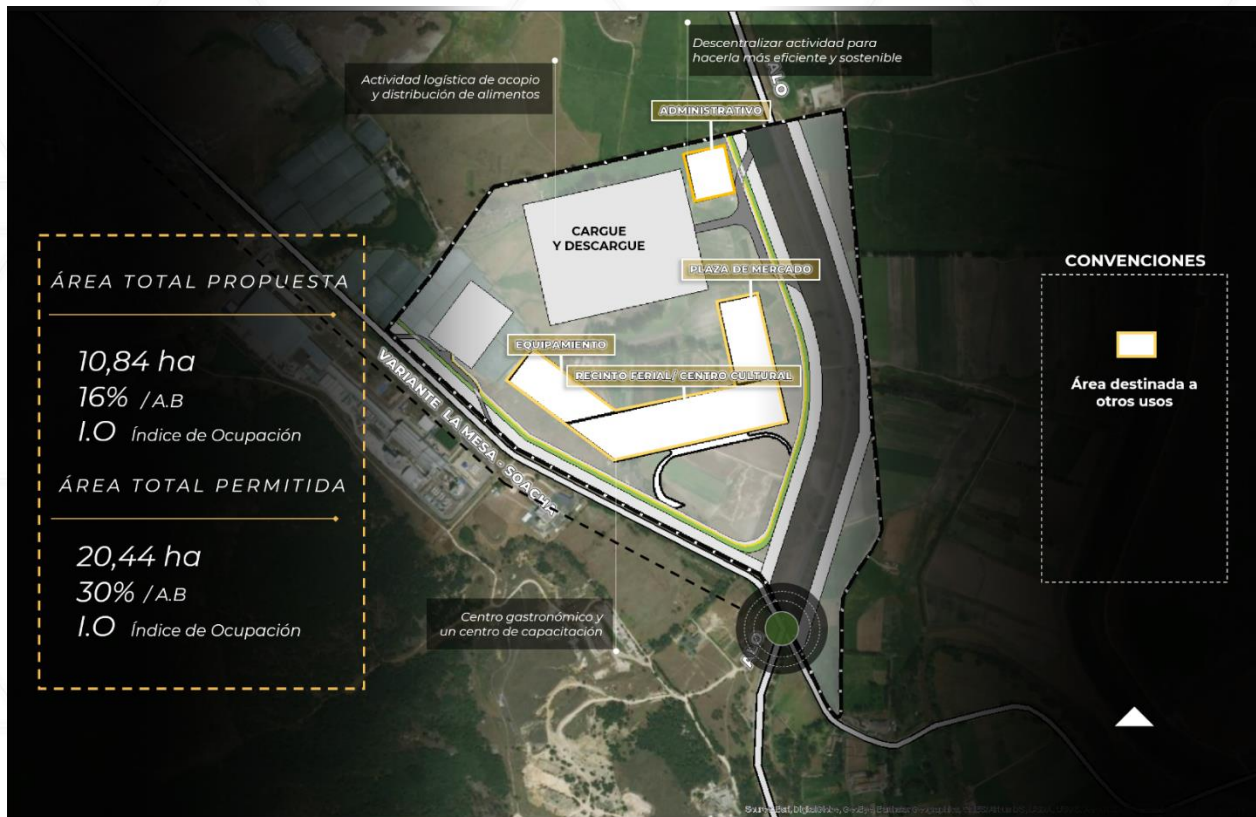 Descentralizar actividad para
hacerla más eficiente y sostenible
Actividad logística de acopio
y distribución de alimentos
ALO
ADMINISTRATIVO
CARGUE
Y DESCARGUE
PLAZA DE MERCADO
EQUIPAMIENTO
RECINTO FERIAL/ CENTRO CULTURAL
VARIANTE LA MESA - SOACHA
ÁREA TOTAL PROPUESTA
10,84 ha
16% /A.B
I.O Índice de Ocupación
ÁREA TOTAL PERMITIDA
20,44 ha
30% /A.B
I.O Índice de Ocupación
CONVENCIONES
Área destinada a
otros usos
Centro gastronómico y
un centro de capacitación